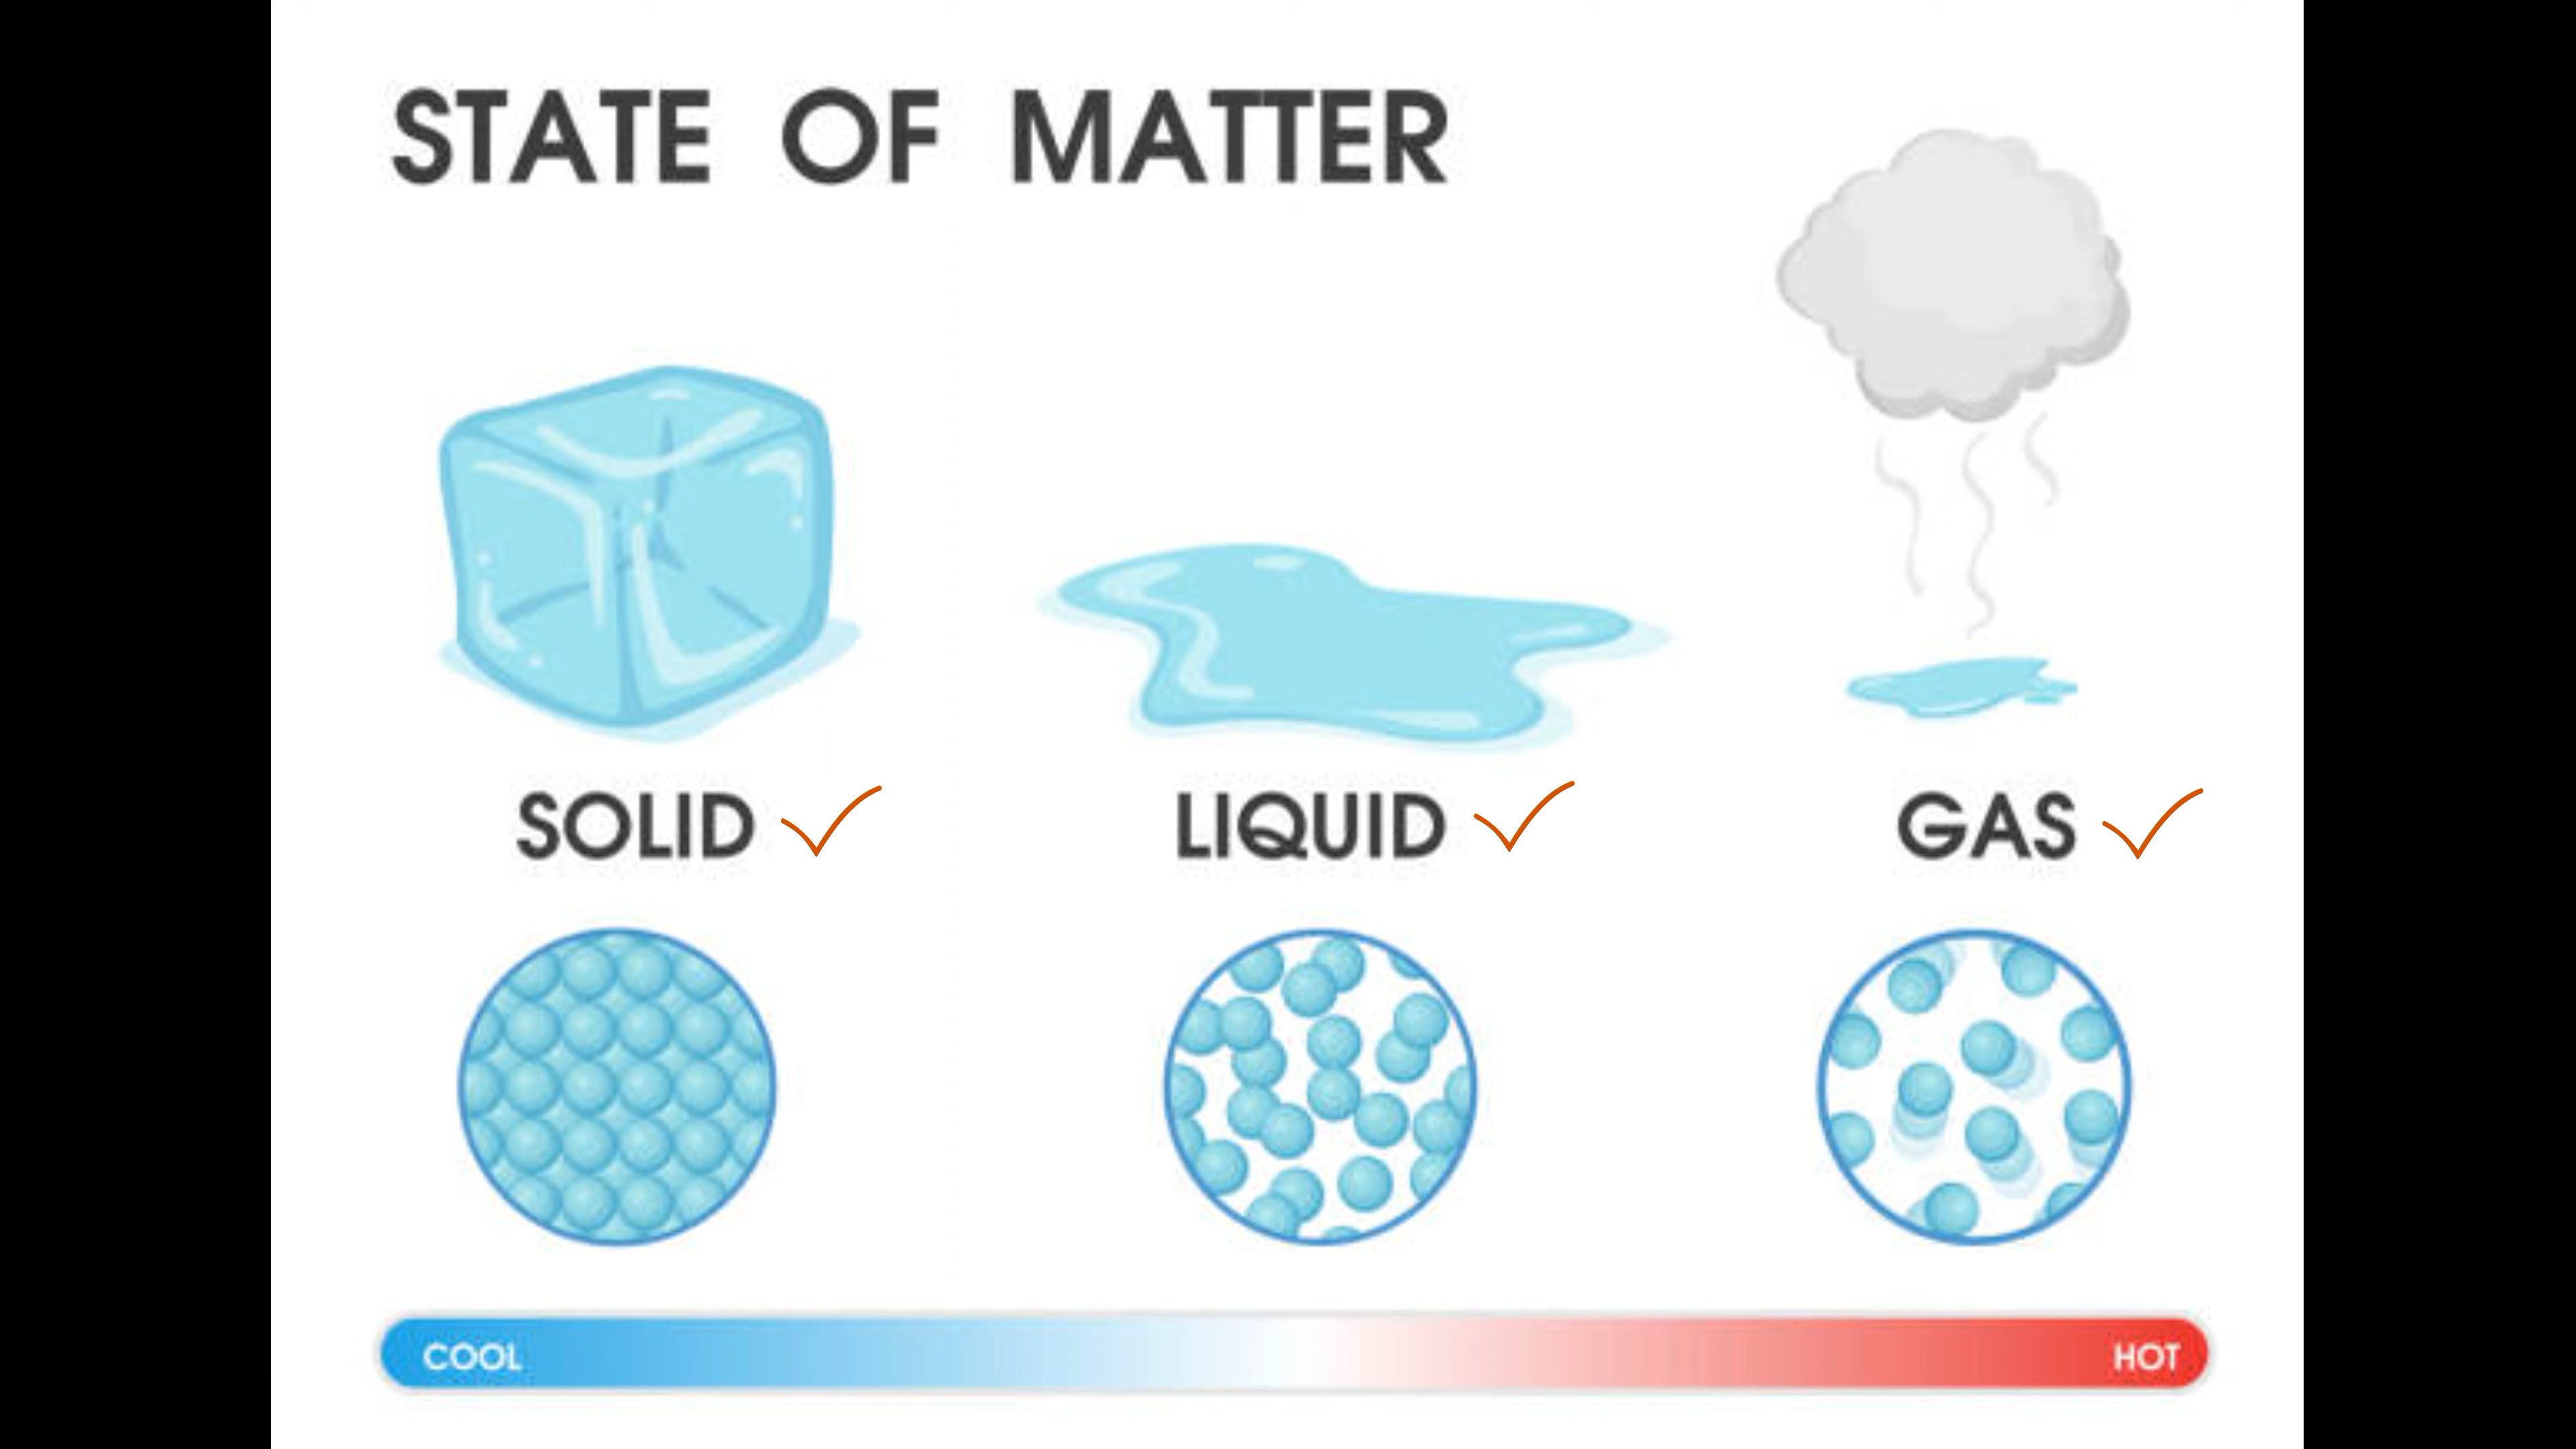 STATE OF MATTER
SOLID ✓ LIQUID ✓ GAS ✓
COOL HOT